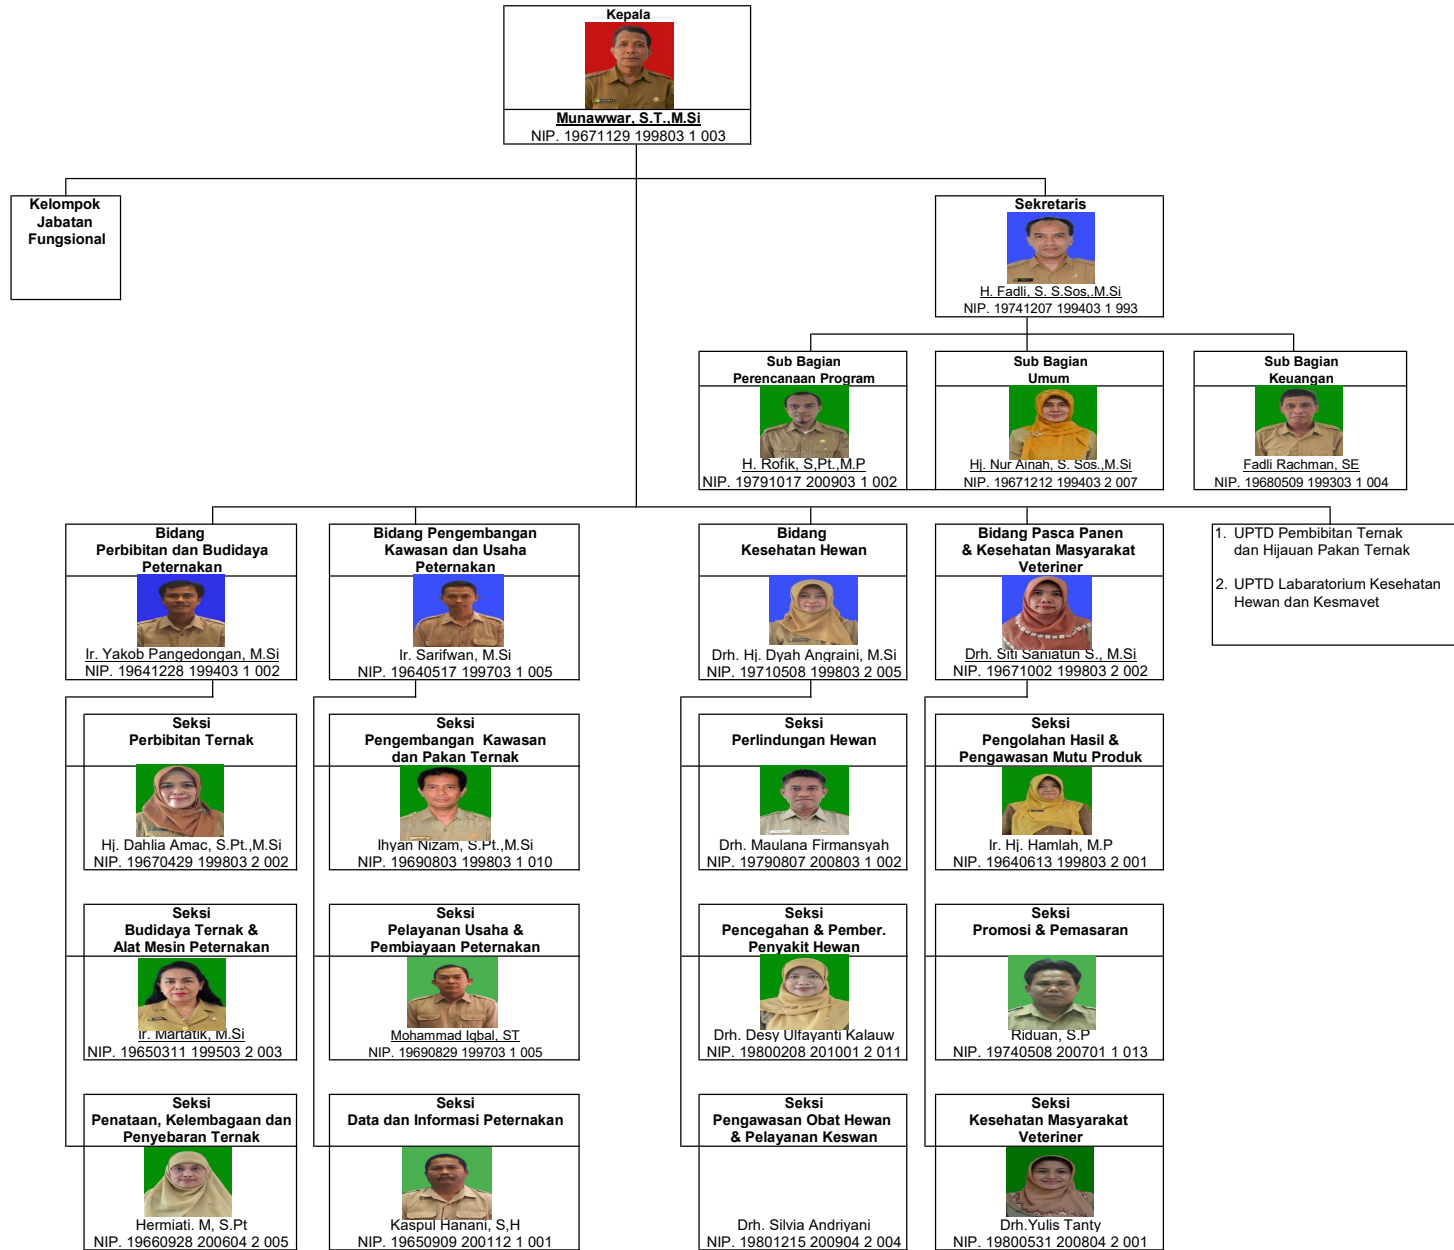 Kepala
Munawwar, S.T.,M.Si
NIP. 19671129 199803 1 003
Kelompok
Jabatan
Fungsional
Sekretaris
H. Fadli, S. S.Sos,.M.Si
NIP. 19741207 199403 1 993
Sub Bagian
Perencanaan Program
H. Rofik, S,Pt.,M.P
NIP. 19791017 200903 1 002
Sub Bagian
Umum
Hj. Nur Ainah, S. Sos.,M.Si
NIP. 19671212 199403 2 007
Sub Bagian
Keuangan
Fadli Rachman, SE
NIP. 19680509 199303 1 004
Bidang
Perbibitan dan Budidaya
Peternakan
Ir. Yakob Pangedongan, M.Si
NIP. 19641228 199403 1 002
Bidang Pengembangan
Kawasan dan Usaha
Peternakan
Ir. Sarifwan, M.Si
NIP. 19640517 199703 1 005
Bidang
Kesehatan Hewan
Drh. Hj. Dyah Angraini, M.Si
NIP. 19710508 199803 2 005
Bidang Pasca Panen
& Kesehatan Masyarakat
Veteriner
Drh. Siti Saniatun S., M.Si
NIP. 19671002 199803 2 002
1. UPTD Pembibitan Ternak
dan Hijauan Pakan Ternak
2. UPTD Labaratorium Kesehatan
Hewan dan Kesmavet
Seksi
Perbibitan Ternak
Hj. Dahlia Amac, S.Pt.,M.Si
NIP. 19670429 199803 2 002
Seksi
Pengembangan  Kawasan
dan Pakan Ternak
Ihyan Nizam, S.Pt.,M.Si
NIP. 19690803 199803 1 010
Seksi
Perlindungan Hewan
Drh. Maulana Firmansyah
NIP. 19790807 200803 1 002
Seksi
Pengolahan Hasil &
Pengawasan Mutu Produk
Ir. Hj. Hamlah, M.P
NIP. 19640613 199803 2 001
Seksi
Budidaya Ternak &
Alat Mesin Peternakan
Ir. Martatik, M.Si
NIP. 19650311 199503 2 003
Seksi
Pelayanan Usaha &
Pembiayaan Peternakan
Mohammad Iqbal, ST
NIP. 19690829 199703 1 005
Seksi
Pencegahan & Pember.
Penyakit Hewan
Drh. Desy Ulfayanti Kalauw
NIP. 19800208 201001 2 011
Seksi
Promosi & Pemasaran
Riduan, S.P
NIP. 19740508 200701 1 013
Seksi
Penataan, Kelembagaan dan
Penyebaran Ternak
Hermiati. M, S.Pt
NIP. 19660928 200604 2 005
Seksi
Data dan Informasi Peternakan
Kaspul Hanani, S,H
NIP. 19650909 200112 1 001
Seksi
Pengawasan Obat Hewan
& Pelayanan Keswan
Drh. Silvia Andriyani
NIP. 19801215 200904 2 004
Seksi
Kesehatan Masyarakat
Veteriner
Drh.Yulis Tanty
NIP. 19800531 200804 2 001